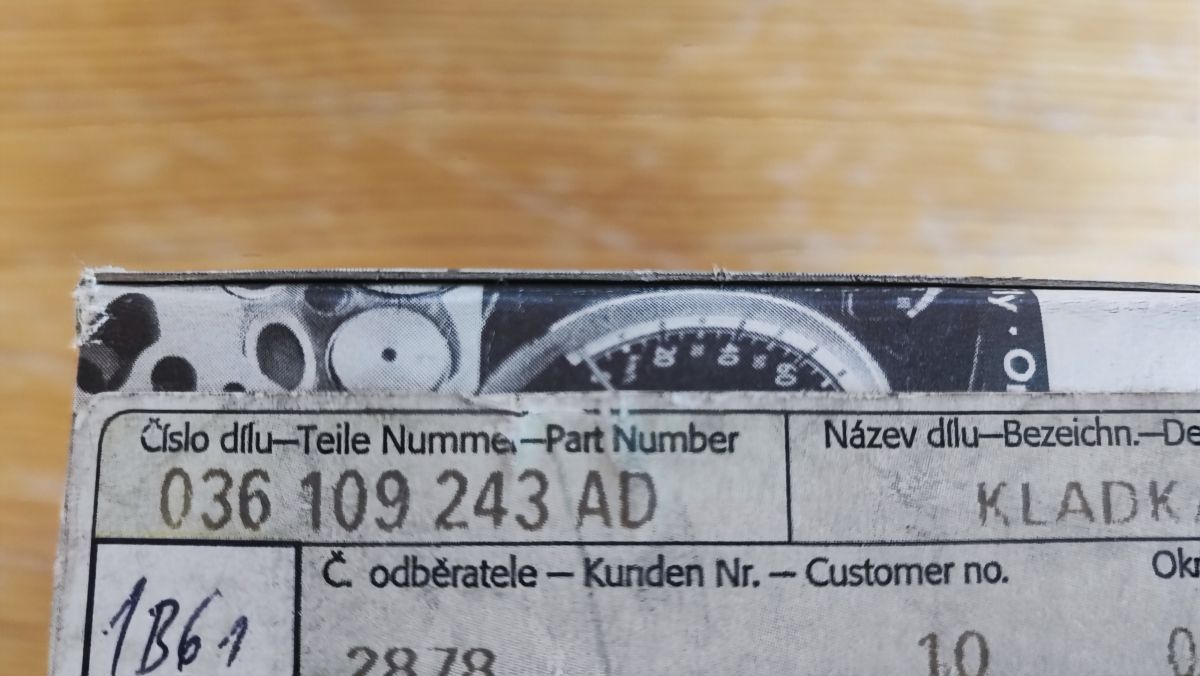 Číslo dílu–Teile Nummer–Part Number
036 109 243 AD
Název dílu–Bezeichn.–De
KLADKA
1B61
Č. odběratele – Kunden Nr. – Customer no.
2878
10